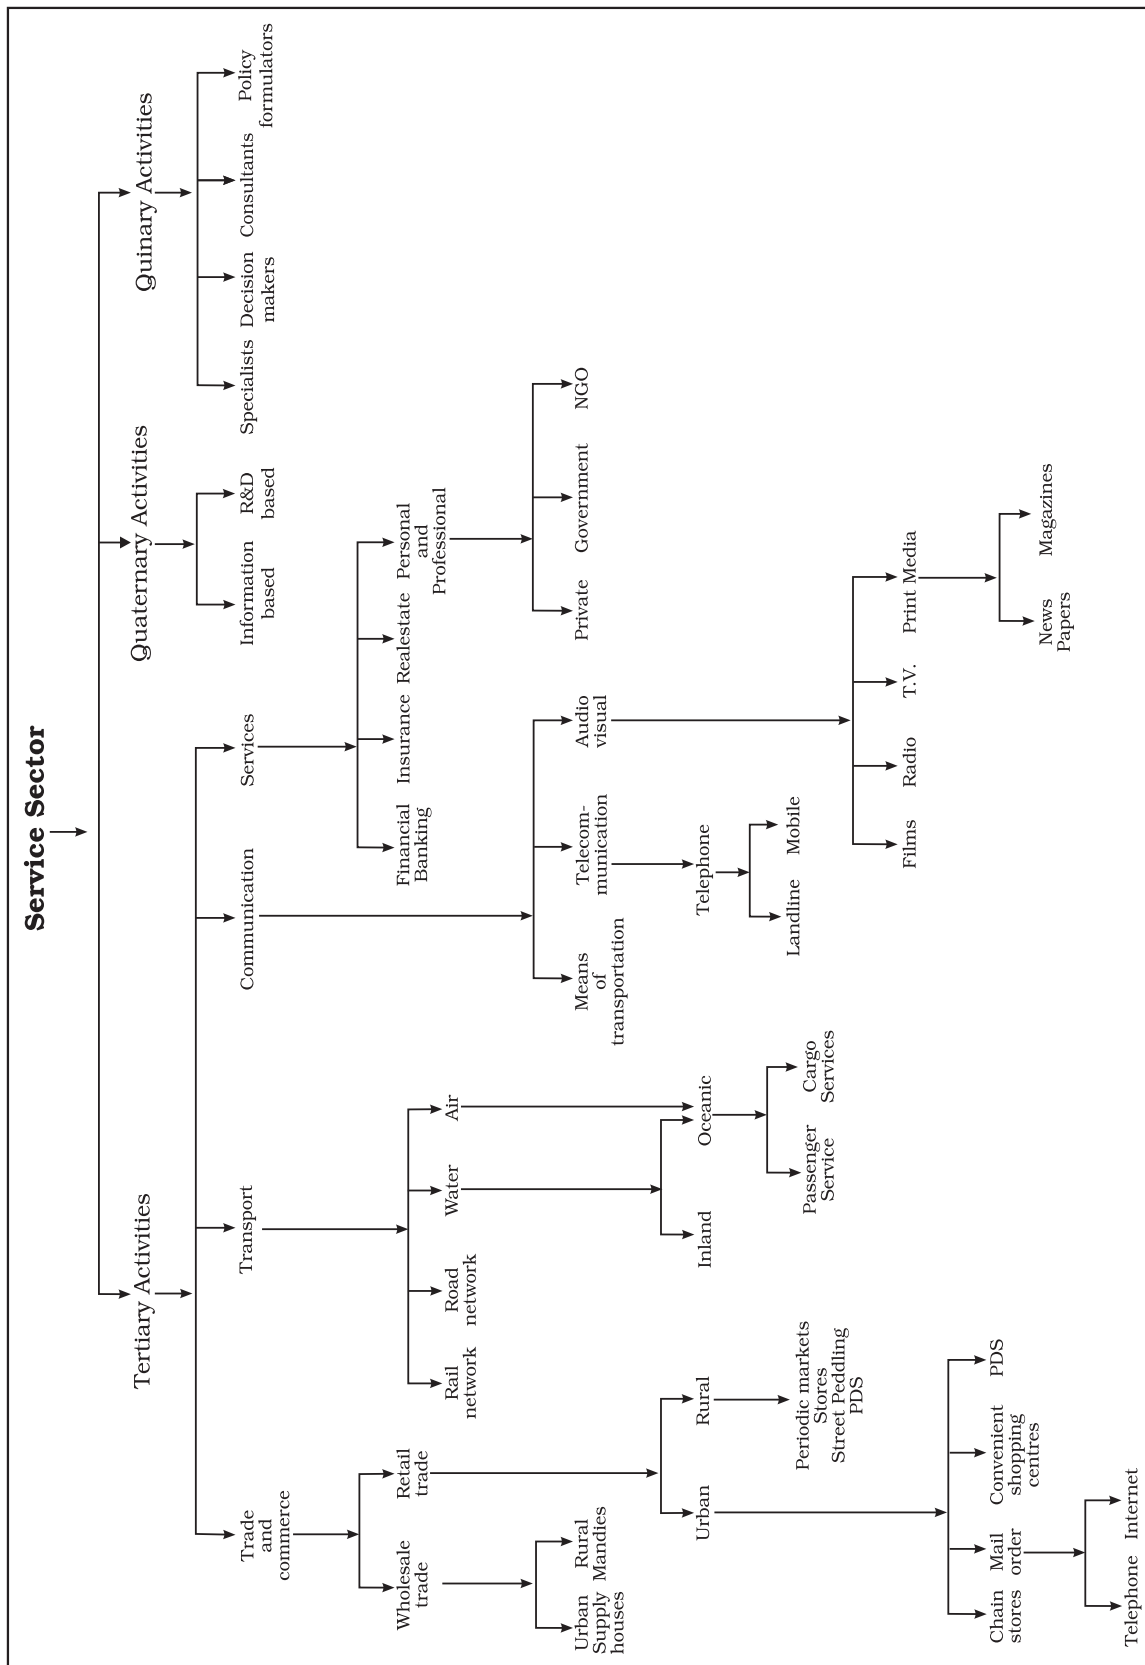 Service Sector
Tertiary Activities
Quaternary Activities
Quinary Activities
Trade
and
commerce
Transport
Communication
Services
Information
based
R&D
based
Specialists
Decision
makers
Consultants
Policy
formulators
Wholesale
trade
Retail
trade
Financial
Banking
Insurance
Realestate
Personal
and
Professional
Rail
network
Road
network
Water
Air
Urban
Supply
houses
Rural
Mandies
Means
of
transportation
Telecom-
munication
Audio
visual
Private
Government
NGO
Urban
Rural
Inland
Oceanic
Telephone
Periodic markets
Stores
Street Peddling
PDS
Passenger
Service
Cargo
Services
Landline
Mobile
Films
Radio
T.V.
Print Media
Chain
stores
Mail
order
Convenient
shopping
centres
PDS
News
Papers
Magazines
Telephone
Internet